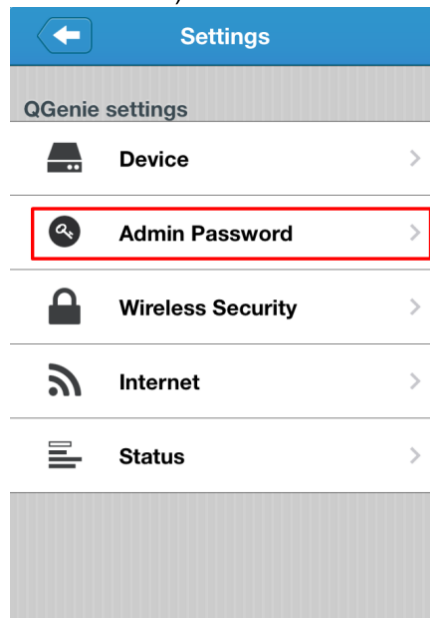 Settings
QGenie settings
Device
Admin Password
Wireless Security
Internet
Status